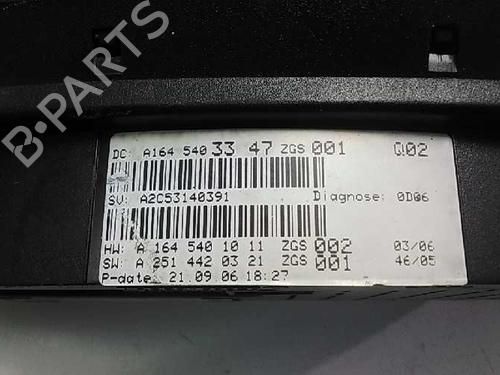 DC: A164 540 33 47 ZGS 001 Q02
SV: A2C53140391 Diagnose: 0D06
HW: A 164 540 10 11 ZGS 002 03/06
SW: A 251 442 03 21 ZGS 001 46/05
P-date: 21.09.06 18:27
B-PARTS